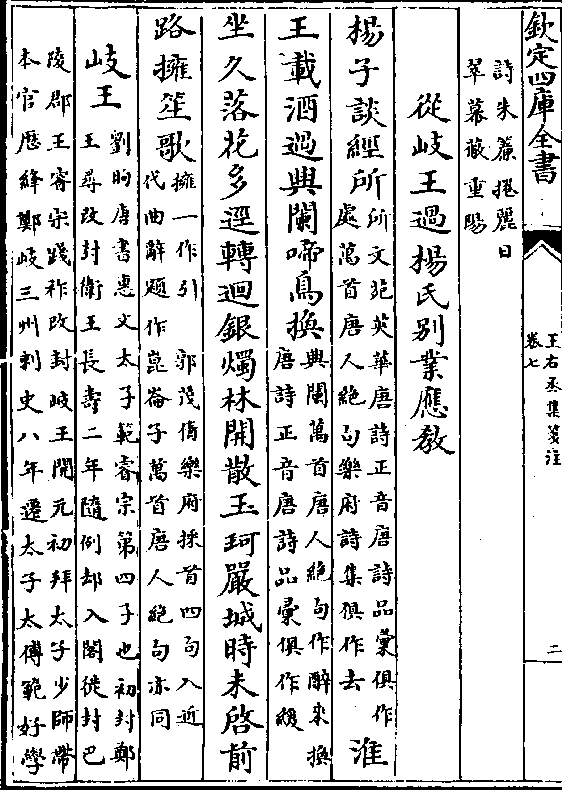 欽定四庫全書
王右丞集箋注
卷七
二
詩朱簾捲麗日
翠幕蔽重陽
從岐王過楊氏別業應教
楊子談經所所文苑英華唐詩正音唐詩品彙俱作
處萬首唐人絶句樂府詩集俱作去淮
王載酒過興闌啼鳥換興闌萬首唐人絶句作醉來換
唐詩正音唐詩品彙俱作緩
坐久落花多逕轉迴銀燭林開散玉珂嚴城時未啓前
路擁笙歌擁一作引 郭茂倩樂府採首四句入近
代曲辭題作崑崙子萬首唐人絶句亦同
岐王劉昫唐書惠文太子範睿宗第四子也初封鄭
王尋改封衛王長壽二年隨例却入閣徙封巴
陵郡王睿宗踐祚改封岐王開元初拜太子少師帶
本官歷絳鄭岐三州刺史八年遷太子太傅範好學